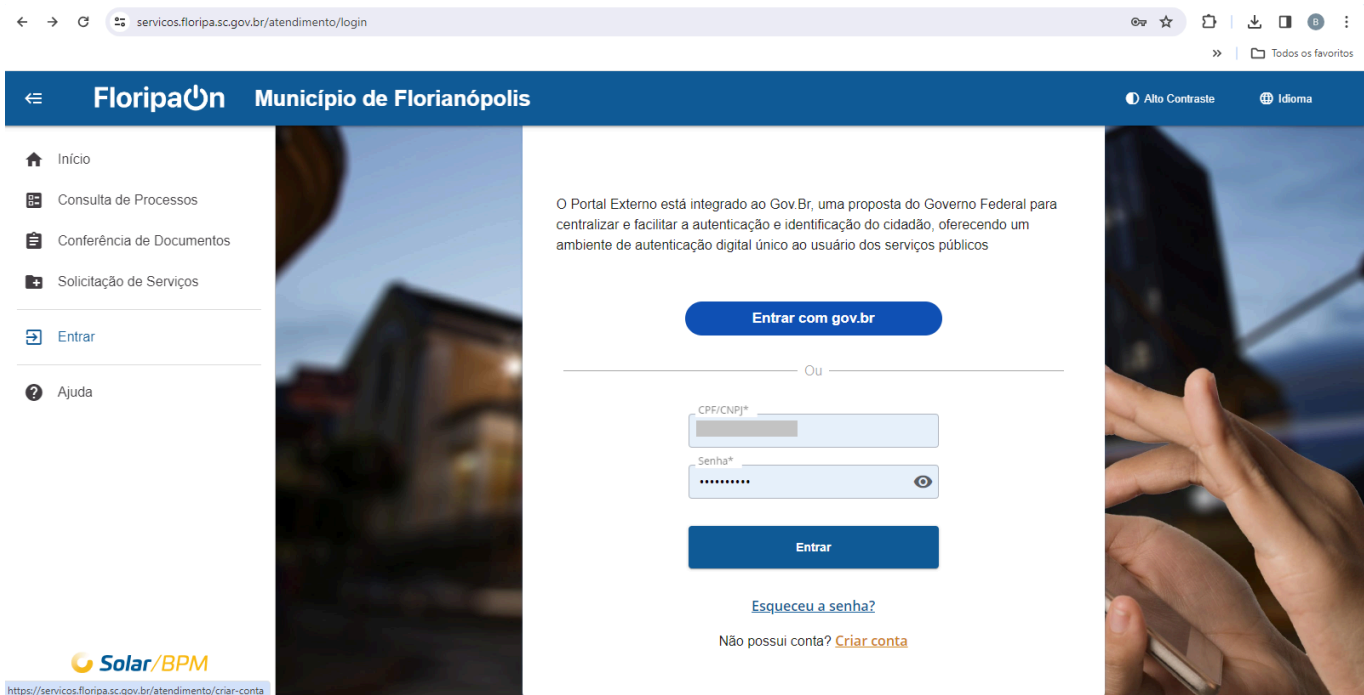 servicos.floripa.sc.gov.br/atendimento/login
B
Todos os favoritos
FloripaOn Município de Florianópolis
Alto Contraste
Idioma
Início
Consulta de Processos
Conferência de Documentos
Solicitação de Serviços
Entrar
Ajuda
O Portal Externo está integrado ao Gov.Br, uma proposta do Governo Federal para
centralizar e facilitar a autenticação e identificação do cidadão, oferecendo um
ambiente de autenticação digital único ao usuário dos serviços públicos
Entrar com gov.br
Ou
CPF/CNPJ*
Senha*
••••••••••
Entrar
Esqueceu a senha?
Não possui conta? Criar conta
Solar/BPM
https://servicos.floripa.sc.gov.br/atendimento/criar-conta